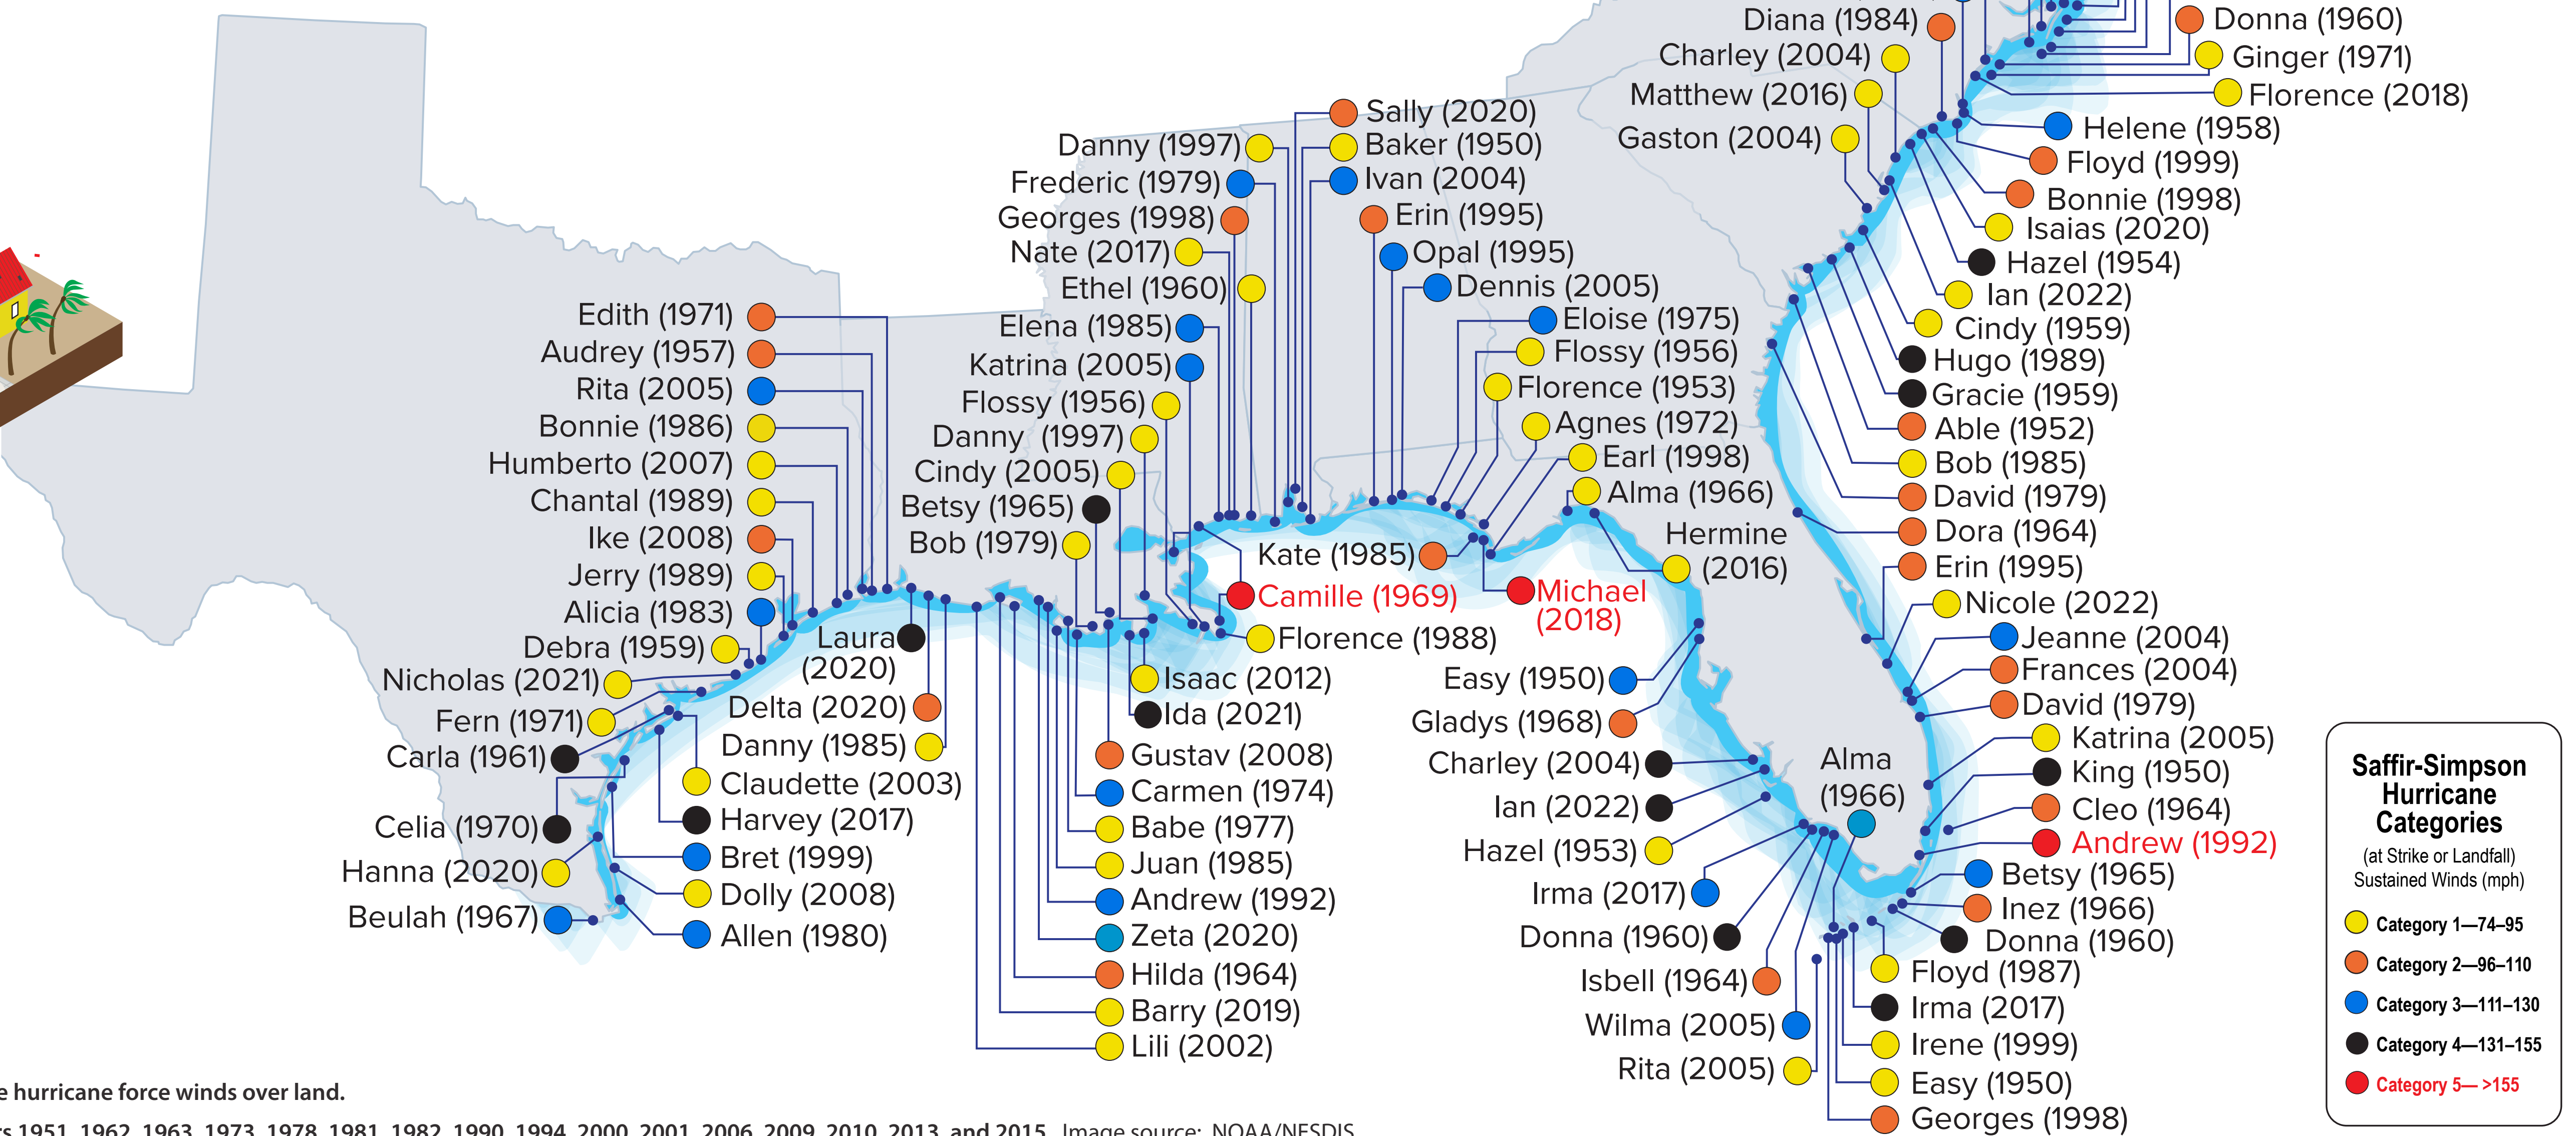 Diana (1984)
Charley (2004)
Matthew (2016)
Gaston (2004)
Donna (1960)
Ginger (1971)
Florence (2018)
Helene (1958)
Floyd (1999)
Bonnie (1998)
Isaias (2020)
Hazel (1954)
Ian (2022)
Cindy (1959)
Hugo (1989)
Gracie (1959)
Able (1952)
Bob (1985)
David (1979)
Dora (1964)
Erin (1995)
Nicole (2022)
Jeanne (2004)
Frances (2004)
David (1979)
Katrina (2005)
King (1950)
Cleo (1964)
Andrew (1992)
Betsy (1965)
Inez (1966)
Donna (1960)
Floyd (1987)
Irma (2017)
Irene (1999)
Easy (1950)
Georges (1998)
Sally (2020)
Baker (1950)
Ivan (2004)
Erin (1995)
Opal (1995)
Dennis (2005)
Eloise (1975)
Flossy (1956)
Florence (1953)
Agnes (1972)
Earl (1998)
Alma (1966)
Hermine
(2016)
Kate (1985)
Michael
(2018)
Camille (1969)
Florence (1988)
Easy (1950)
Gladys (1968)
Charley (2004)
Ian (2022)
Hazel (1953)
Irma (2017)
Donna (1960)
Isbell (1964)
Wilma (2005)
Rita (2005)
Alma
(1966)
Danny (1997)
Frederic (1979)
Georges (1998)
Nate (2017)
Ethel (1960)
Elena (1985)
Katrina (2005)
Flossy (1956)
Danny (1997)
Cindy (2005)
Betsy (1965)
Bob (1979)
Isaac (2012)
Ida (2021)
Gustav (2008)
Carmen (1974)
Babe (1977)
Juan (1985)
Andrew (1992)
Zeta (2020)
Hilda (1964)
Barry (2019)
Lili (2002)
Edith (1971)
Audrey (1957)
Rita (2005)
Bonnie (1986)
Humberto (2007)
Chantal (1989)
Ike (2008)
Jerry (1989)
Alicia (1983)
Debra (1959)
Nicholas (2021)
Fern (1971)
Carla (1961)
Celia (1970)
Hanna (2020)
Beulah (1967)
Laura
(2020)
Delta (2020)
Danny (1985)
Claudette (2003)
Harvey (2017)
Bret (1999)
Dolly (2008)
Allen (1980)
Saffir-Simpson
Hurricane
Categories
(at Strike or Landfall)
Sustained Winds (mph)
Category 1—74–95
Category 2—96–110
Category 3—111–130
Category 4—131–155
Category 5— >155
e hurricane force winds over land.
rs 1951, 1962, 1963, 1973, 1978, 1981, 1982, 1990, 1994, 2000, 2001, 2006, 2009, 2010, 2013, and 2015. Image source: NOAA/NESDIS